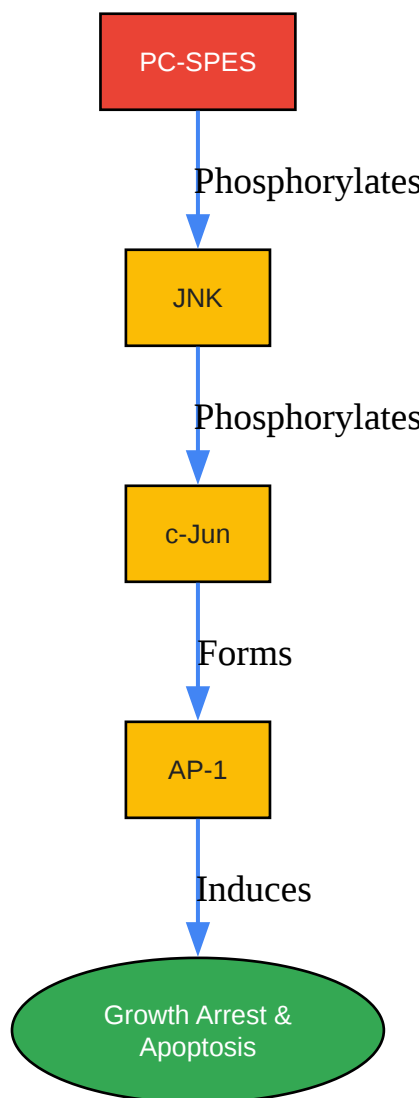 PC-SPES
Phosphorylates
JNK
Phosphorylates
c-Jun
Forms
AP-1
Induces
Growth Arrest &
Apoptosis